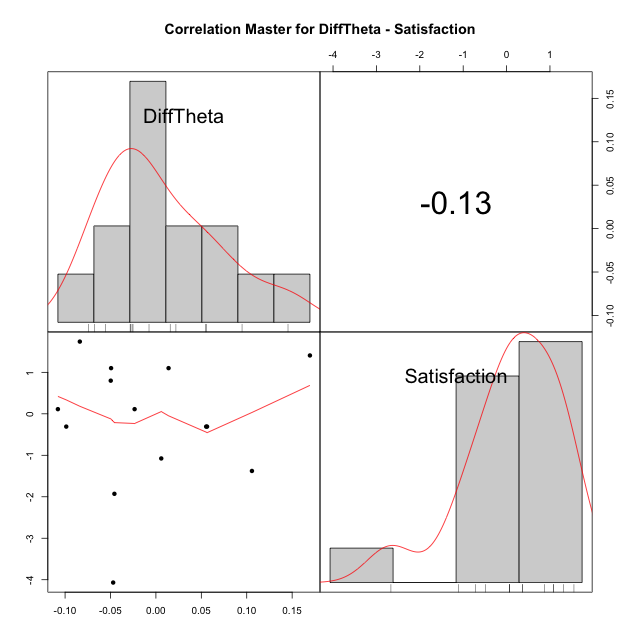 Correlation Master for DiffTheta - Satisfaction
-4 -3 -2 -1 0 1
DiffTheta
-0.13
0.15
0.10
0.05
0.00
-0.05
-0.10
Satisfaction
1
0
-1
-2
-3
-4
-0.10 -0.05 0.00 0.05 0.10 0.15